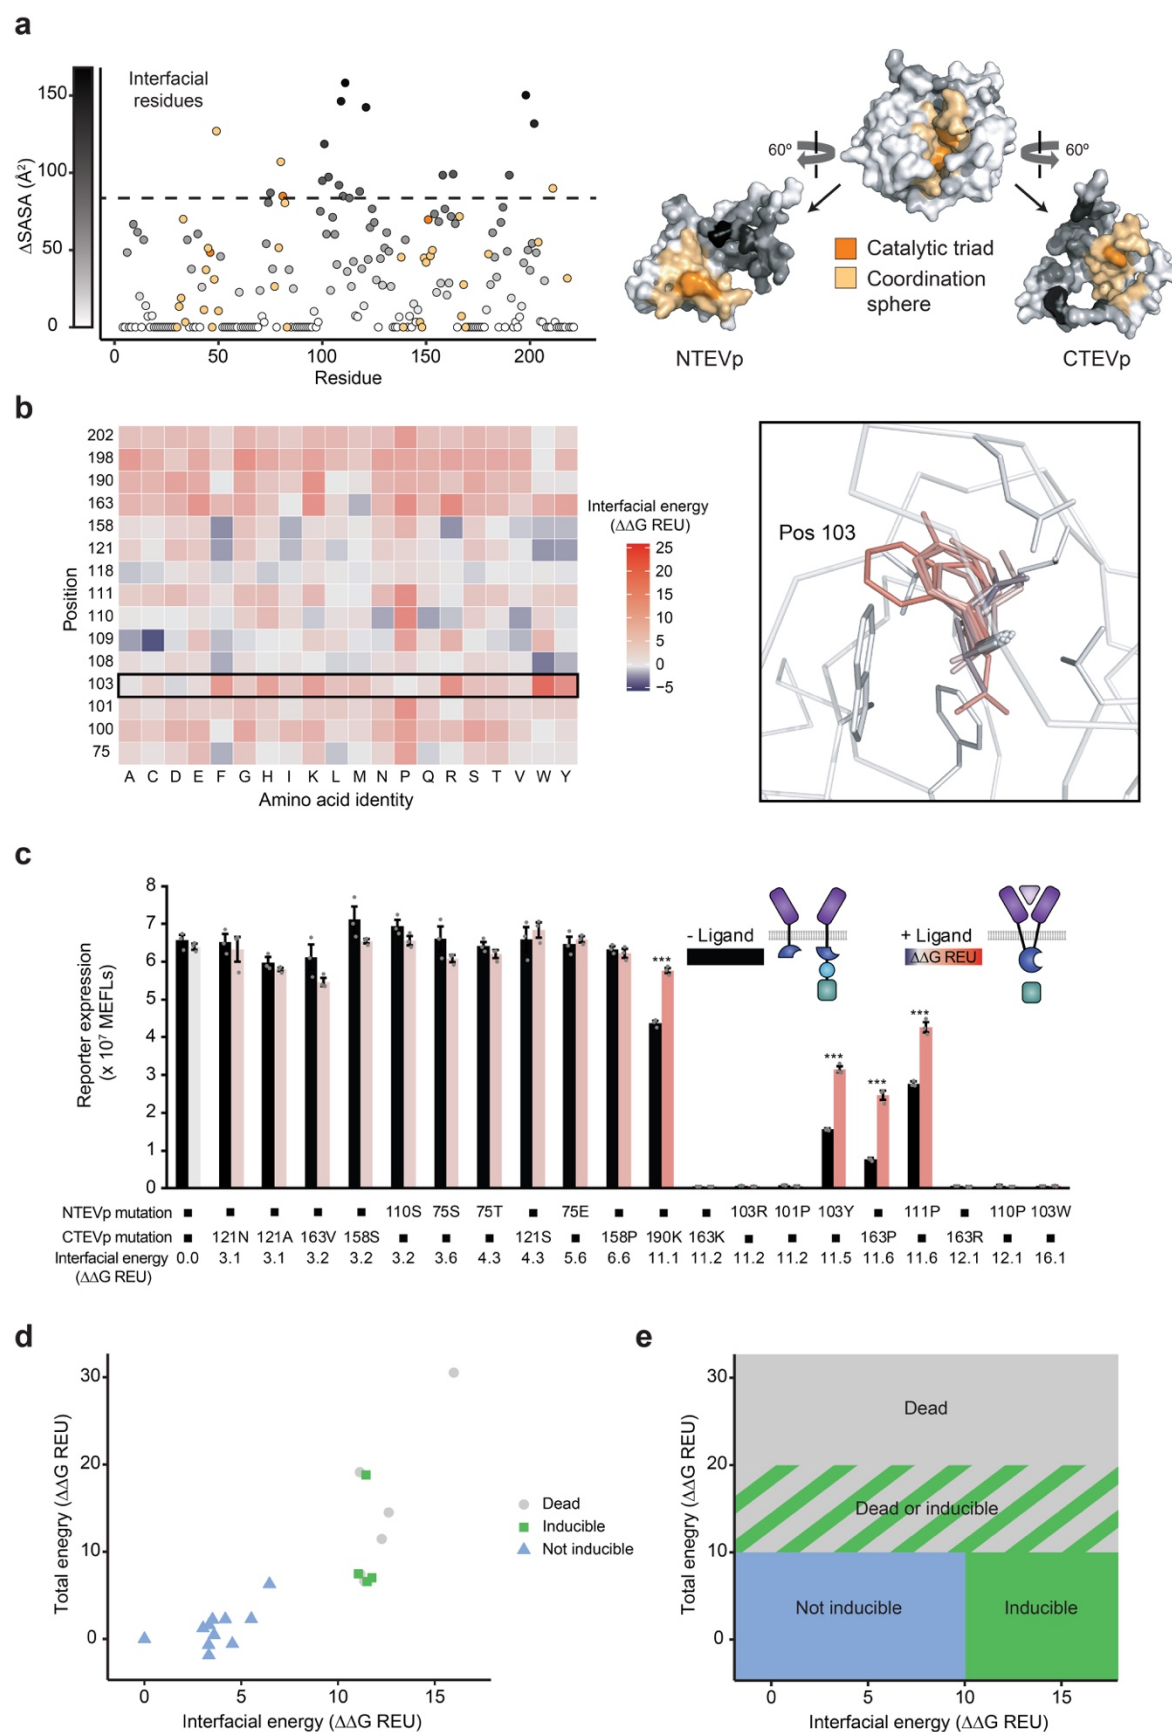 a
Interfacial
residues
ΔSASA (Å²)
150
100
50
0
0 50 100 150 200
Residue
60º
60º
Catalytic triad
Coordination
sphere
NTEVp
CTEVp
b
Position
202
198
190
163
158
121
118
111
110
109
108
103
101
100
75
A C D E F G H I K L M N P Q R S T V W Y
Amino acid identity
Interfacial energy
(ΔΔG REU)
25
20
15
10
5
0
−5
Pos 103
c
Reporter expression
(x 10⁷ MEFLs)
8
7
6
5
4
3
2
1
0
- Ligand
+ Ligand
ΔΔG REU
***
***
***
***
NTEVp mutation ■ ■ ■ ■ ■ 110S 75S 75T ■ 75E ■ ■ ■ 103R 101P 103Y ■ 111P ■ 110P 103W
CTEVp mutation ■ 121N 121A 163V 158S ■ ■ ■ 121S ■ 158P 190K 163K ■ ■ ■ 163P ■ 163R ■ ■
Interfacial energy 0.0 3.1 3.1 3.2 3.2 3.2 3.6 4.3 4.3 5.6 6.6 11.1 11.2 11.2 11.2 11.5 11.6 11.6 12.1 12.1 16.1
(ΔΔG REU)
d
Total enegry (ΔΔG REU)
30
20
10
0
0 5 10 15
Interfacial energy (ΔΔG REU)
Dead
Inducible
Not inducible
e
Total enegry (ΔΔG REU)
30
20
10
0
Dead
Dead or inducible
Not inducible
Inducible
0 5 10 15
Interfacial energy (ΔΔG REU)